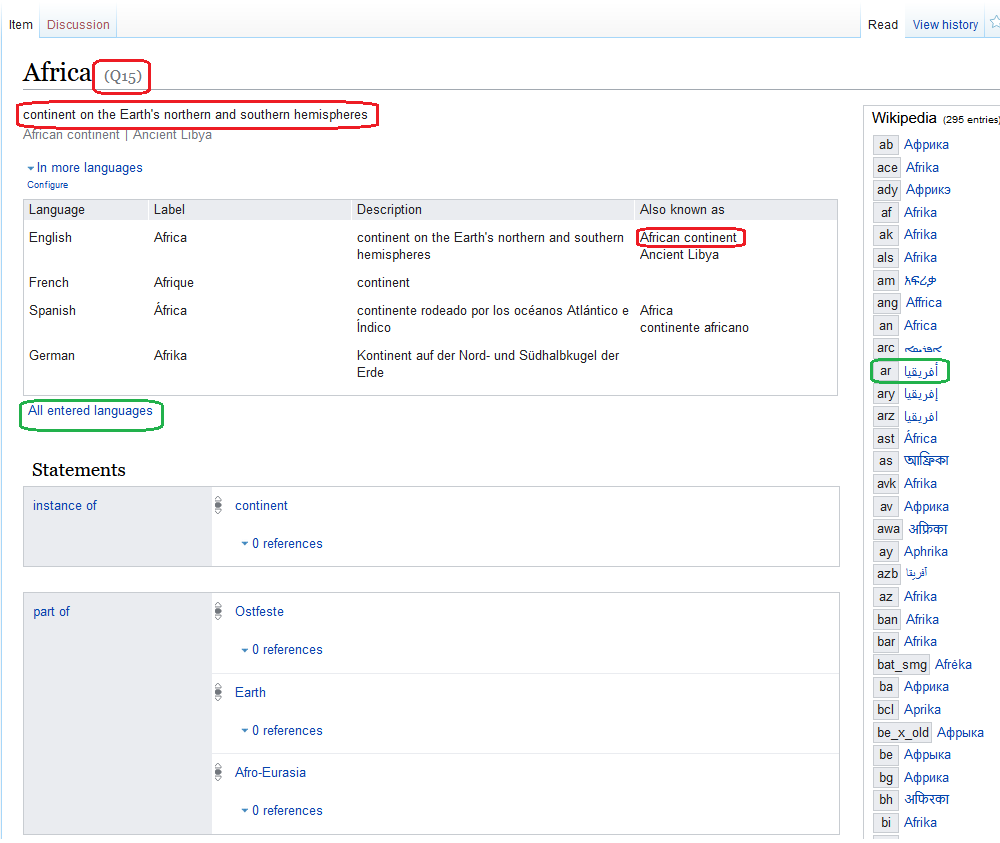 Item Discussion Read View history
Africa (Q15)
continent on the Earth's northern and southern hemispheres
African continent | Ancient Libya
In more languages
Configure
Language Label Description Also known as
English Africa continent on the Earth's northern and southern African continent
hemispheres Ancient Libya
French Afrique continent
Spanish África continente rodeado por los océanos Atlántico e Africa
Índico continente africano
German Afrika Kontinent auf der Nord- und Südhalbkugel der
Erde
All entered languages
Statements
instance of continent
0 references
part of Ostfeste
0 references
Earth
0 references
Afro-Eurasia
0 references
Wikipedia (295 entries)
ab Африка
ace Afrika
ady Африкэ
af Afrika
ak Afrika
als Afrika
am አፍሪቃ
ang Affrica
an Africa
arc
ar أفريقيا
ary إفريقيا
arz افريقيا
ast África
as আফ্ৰিকা
avk Afrika
av Африка
awa अफ्रिका
ay Aphrika
azb آفریقا
az Afrika
ban Afrika
bar Afrika
bat_smg Afrėka
ba Африка
bcl Aprika
be_x_old Афрыка
be Афрыка
bg Африка
bh अफिरका
bi Afrika